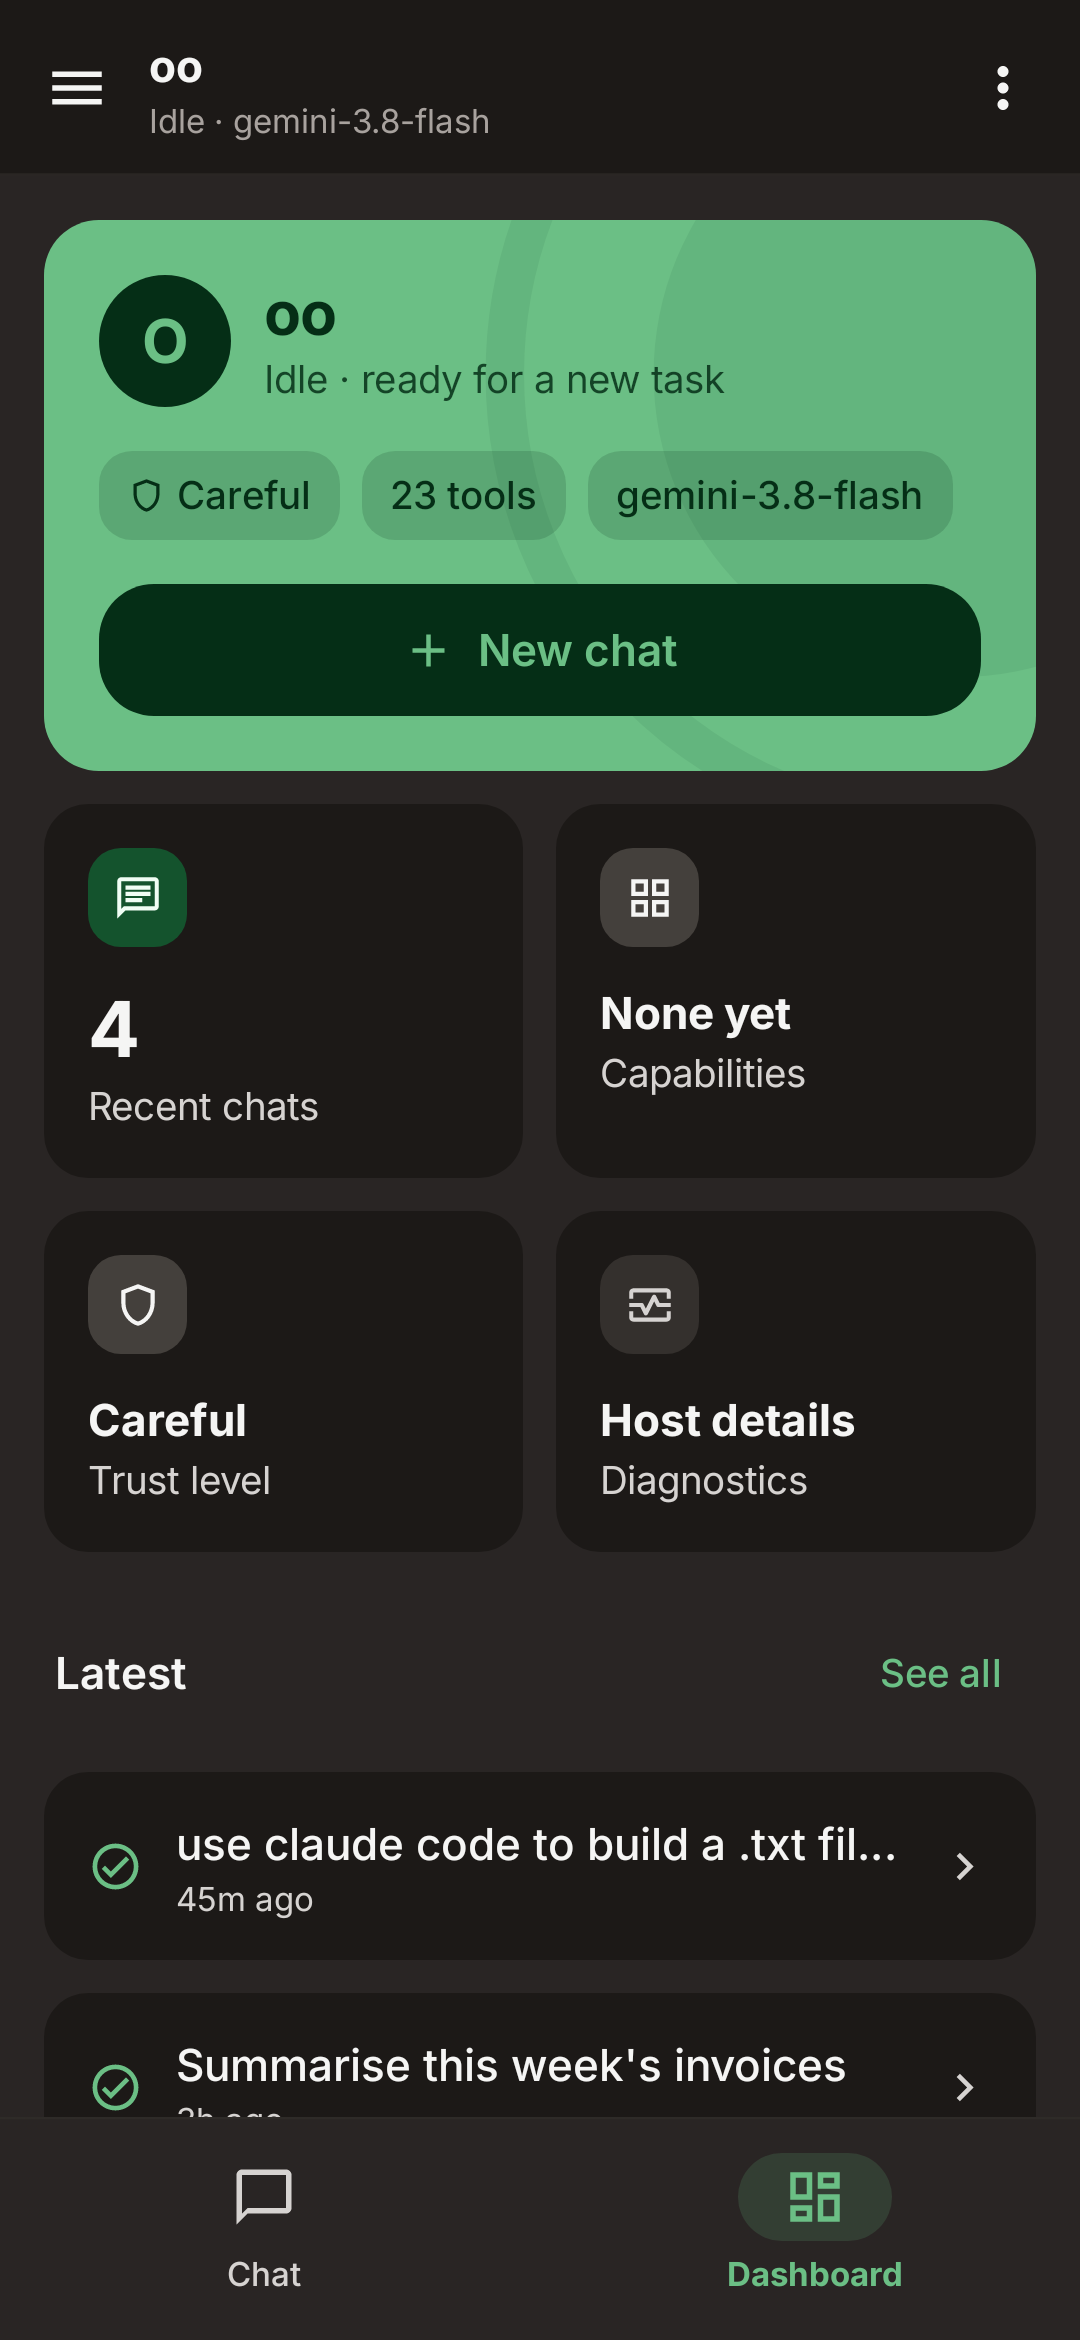 oo
Idle · gemini-3.8-flash
O
oo
Idle · ready for a new task
Careful
23 tools
gemini-3.8-flash
+ New chat
4
Recent chats
None yet
Capabilities
Careful
Trust level
Host details
Diagnostics
Latest
See all
use claude code to build a .txt fil...
45m ago
Summarise this week's invoices
Chat
Dashboard